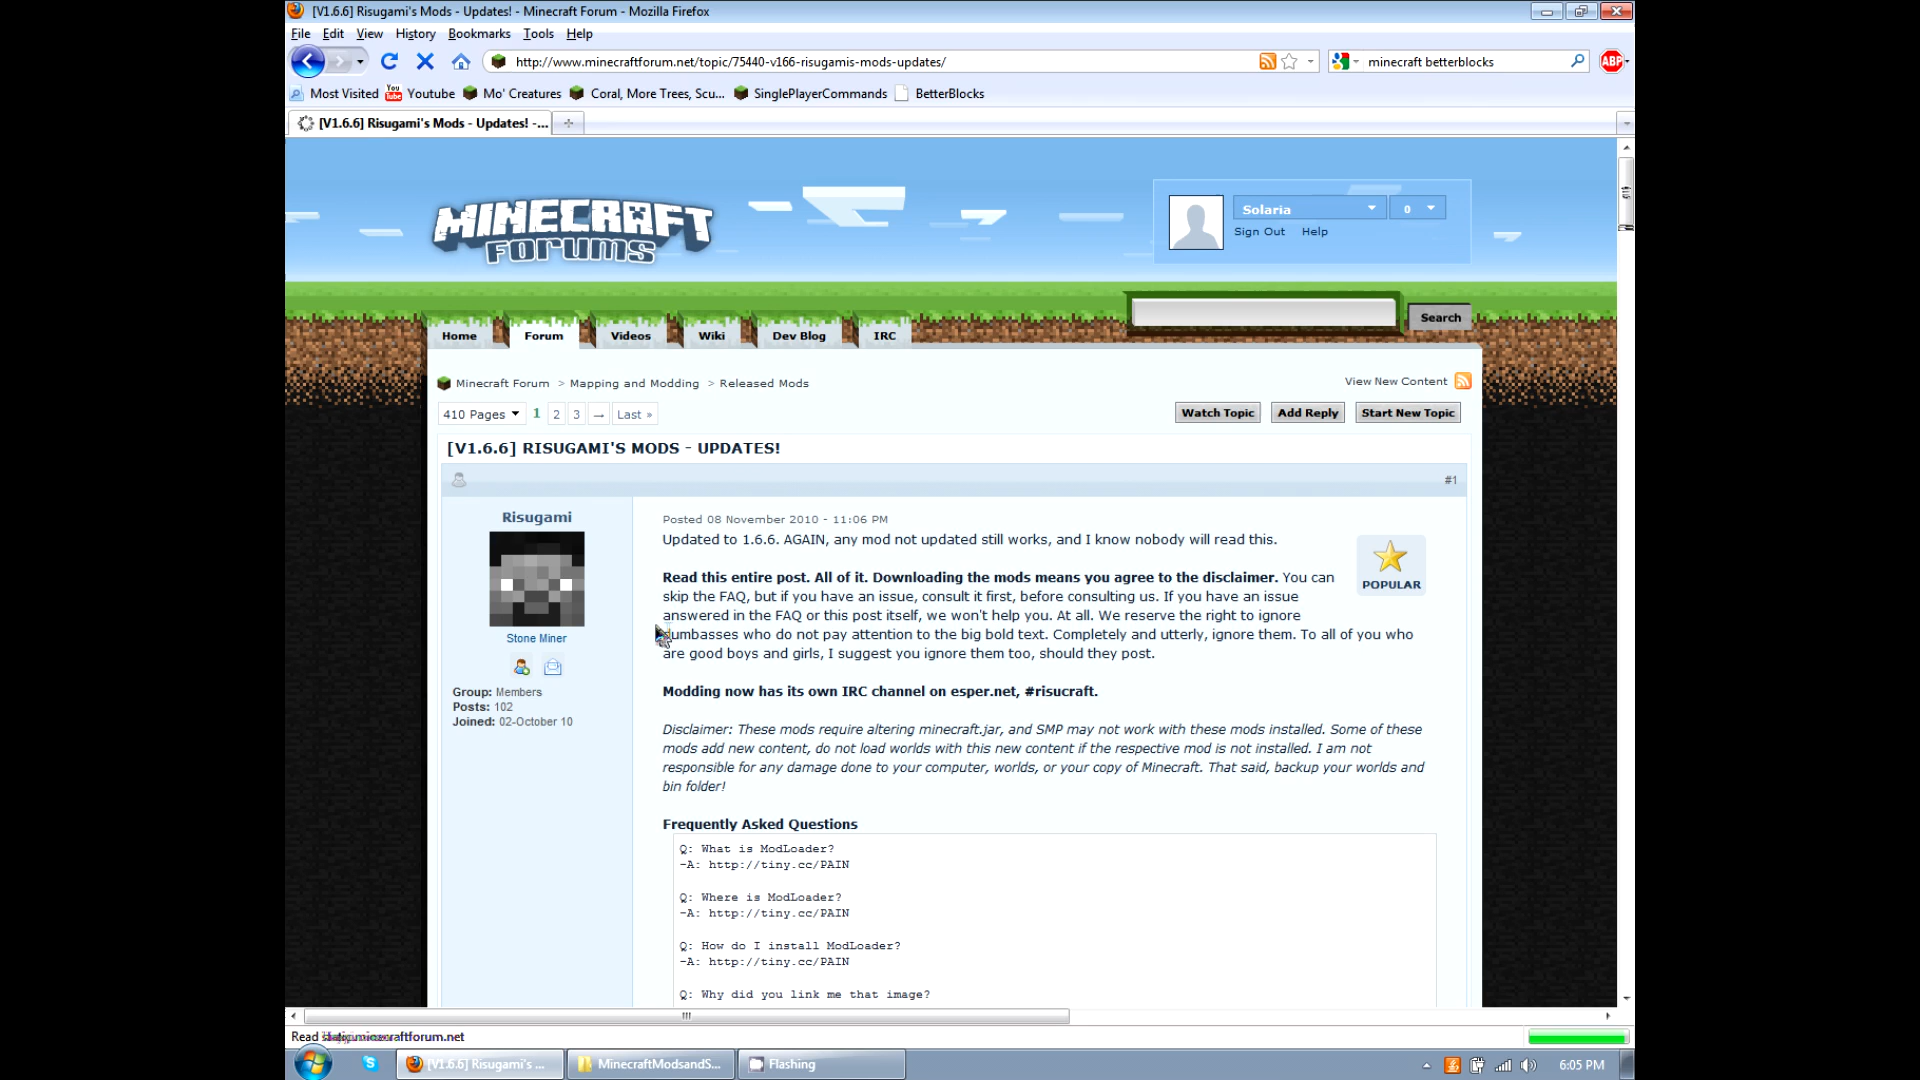 [V1.6.6] Risugami's Mods - Updates! - Minecraft Forum - Mozilla Firefox
File Edit View History Bookmarks Tools Help
http://www.minecraftforum.net/topic/75440-v166-risugamis-mods-updates/
minecraft betterblocks
ABP
Most Visited
You Tube Youtube
Mo' Creatures
Coral, More Trees, Scu...
SinglePlayerCommands
BetterBlocks
[V1.6.6] Risugami's Mods - Updates! -...
MINECRAFT
FORUMS
Solaria
0
Sign Out Help
Home Forum Videos Wiki Dev Blog IRC
Search
Minecraft Forum > Mapping and Modding > Released Mods
View New Content
410 Pages 1 2 3 → Last »
Watch Topic Add Reply Start New Topic
[V1.6.6] RISUGAMI'S MODS - UPDATES!
#1
Risugami
Stone Miner
Group: Members
Posts: 102
Joined: 02-October 10
Posted 08 November 2010 - 11:06 PM
Updated to 1.6.6. AGAIN, any mod not updated still works, and I know nobody will read this.
POPULAR
Read this entire post. All of it. Downloading the mods means you agree to the disclaimer. You can
skip the FAQ, but if you have an issue, consult it first, before consulting us. If you have an issue
answered in the FAQ or this post itself, we won't help you. At all. We reserve the right to ignore
dumbasses who do not pay attention to the big bold text. Completely and utterly, ignore them. To all of you who
are good boys and girls, I suggest you ignore them too, should they post.
Modding now has its own IRC channel on esper.net, #risucraft.
Disclaimer: These mods require altering minecraft.jar, and SMP may not work with these mods installed. Some of these
mods add new content, do not load worlds with this new content if the respective mod is not installed. I am not
responsible for any damage done to your computer, worlds, or your copy of Minecraft. That said, backup your worlds and
bin folder!
Frequently Asked Questions
Q: What is ModLoader?
-A: http://tiny.cc/PAIN
Q: Where is ModLoader?
-A: http://tiny.cc/PAIN
Q: How do I install ModLoader?
-A: http://tiny.cc/PAIN
Q: Why did you link me that image?
Read
[V1.6.6] Risugami's ...
MinecraftModsandS...
Flashing
6:05 PM